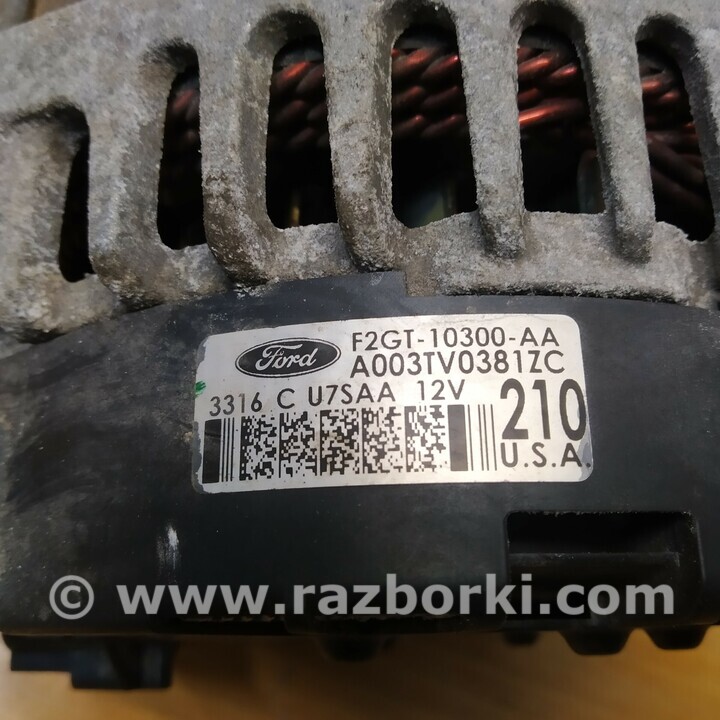 Ford
F2GT-10300-AA
A003TV0381ZC
3316 C U7SAA 12V
210
U.S.A.
© www.razborki.com